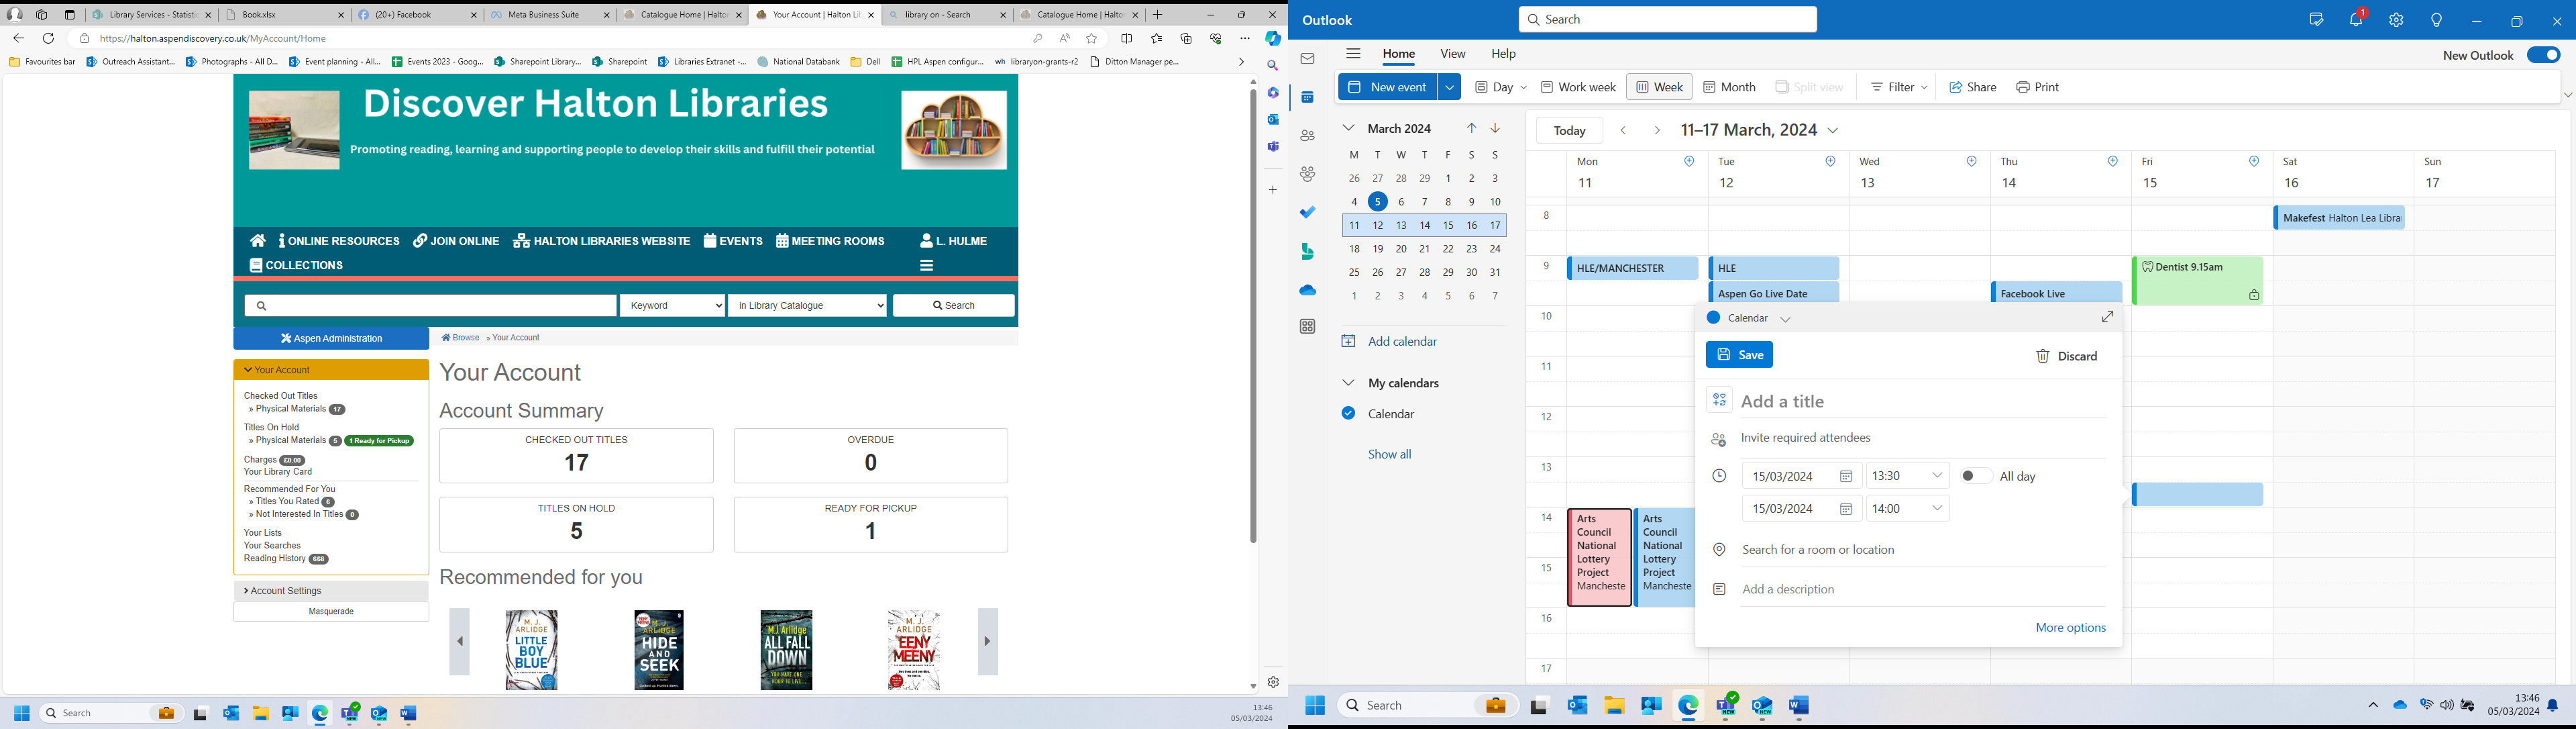 Library Services - Statistic
Book.xlsx
(20+) Facebook
Meta Business Suite
Catalogue Home | Halton
Your Account | Halton Lib
library on - Search
Catalogue Home | Halton
https://halton.aspendiscovery.co.uk/MyAccount/Home
Favourites bar
Outreach Assistant...
Photographs - All D...
Event planning - All...
Events 2023 - Goog...
Sharepoint Library...
Sharepoint
Libraries Extranet -...
National Databank
Dell
HPL Aspen configur...
libraryon-grants-r2
Ditton Manager pe...
Discover Halton Libraries
Promoting reading, learning and supporting people to develop their skills and fulfill their potential
ONLINE RESOURCES
JOIN ONLINE
HALTON LIBRARIES WEBSITE
EVENTS
MEETING ROOMS
L. HULME
COLLECTIONS
Keyword
in Library Catalogue
Search
Aspen Administration
Browse » Your Account
Your Account
Checked Out Titles
» Physical Materials 17
Titles On Hold
» Physical Materials 5 1 Ready for Pickup
Charges £0.00
Your Library Card
Recommended For You
» Titles You Rated 6
» Not Interested In Titles 0
Your Lists
Your Searches
Reading History 668
Account Settings
Masquerade
Your Account
Account Summary
CHECKED OUT TITLES
17
OVERDUE
0
TITLES ON HOLD
5
READY FOR PICKUP
1
Recommended for you
M. J.
ARLIDGE
LITTLE
BOY
BLUE
M. J.
ARLIDGE
HIDE
AND
SEEK
M.J. Arlidge
ALL FALL
DOWN
M. J.
ARLIDGE
EENY
MEENY
Search
13:46
05/03/2024
Outlook
Search
1
Home
View
Help
New Outlook
New event
Day
Work week
Week
Month
Split view
Filter
Share
Print
March 2024
M T W T F S S
26 27 28 29 1 2 3
4 5 6 7 8 9 10
11 12 13 14 15 16 17
18 19 20 21 22 23 24
25 26 27 28 29 30 31
1 2 3 4 5 6 7
Add calendar
My calendars
Calendar
Show all
Today
11–17 March, 2024
Mon
11
Tue
12
Wed
13
Thu
14
Fri
15
Sat
16
Sun
17
8
Makefest Halton Lea Libra
9
HLE/MANCHESTER
HLE
Aspen Go Live Date
Facebook Live
Dentist 9.15am
10
11
12
13
14
15
16
17
Arts
Council
National
Lottery
Project
Mancheste
Arts
Council
National
Lottery
Project
Mancheste
Calendar
Save
Discard
Add a title
Invite required attendees
15/03/2024
13:30
All day
15/03/2024
14:00
Search for a room or location
Add a description
More options
Search
13:46
05/03/2024